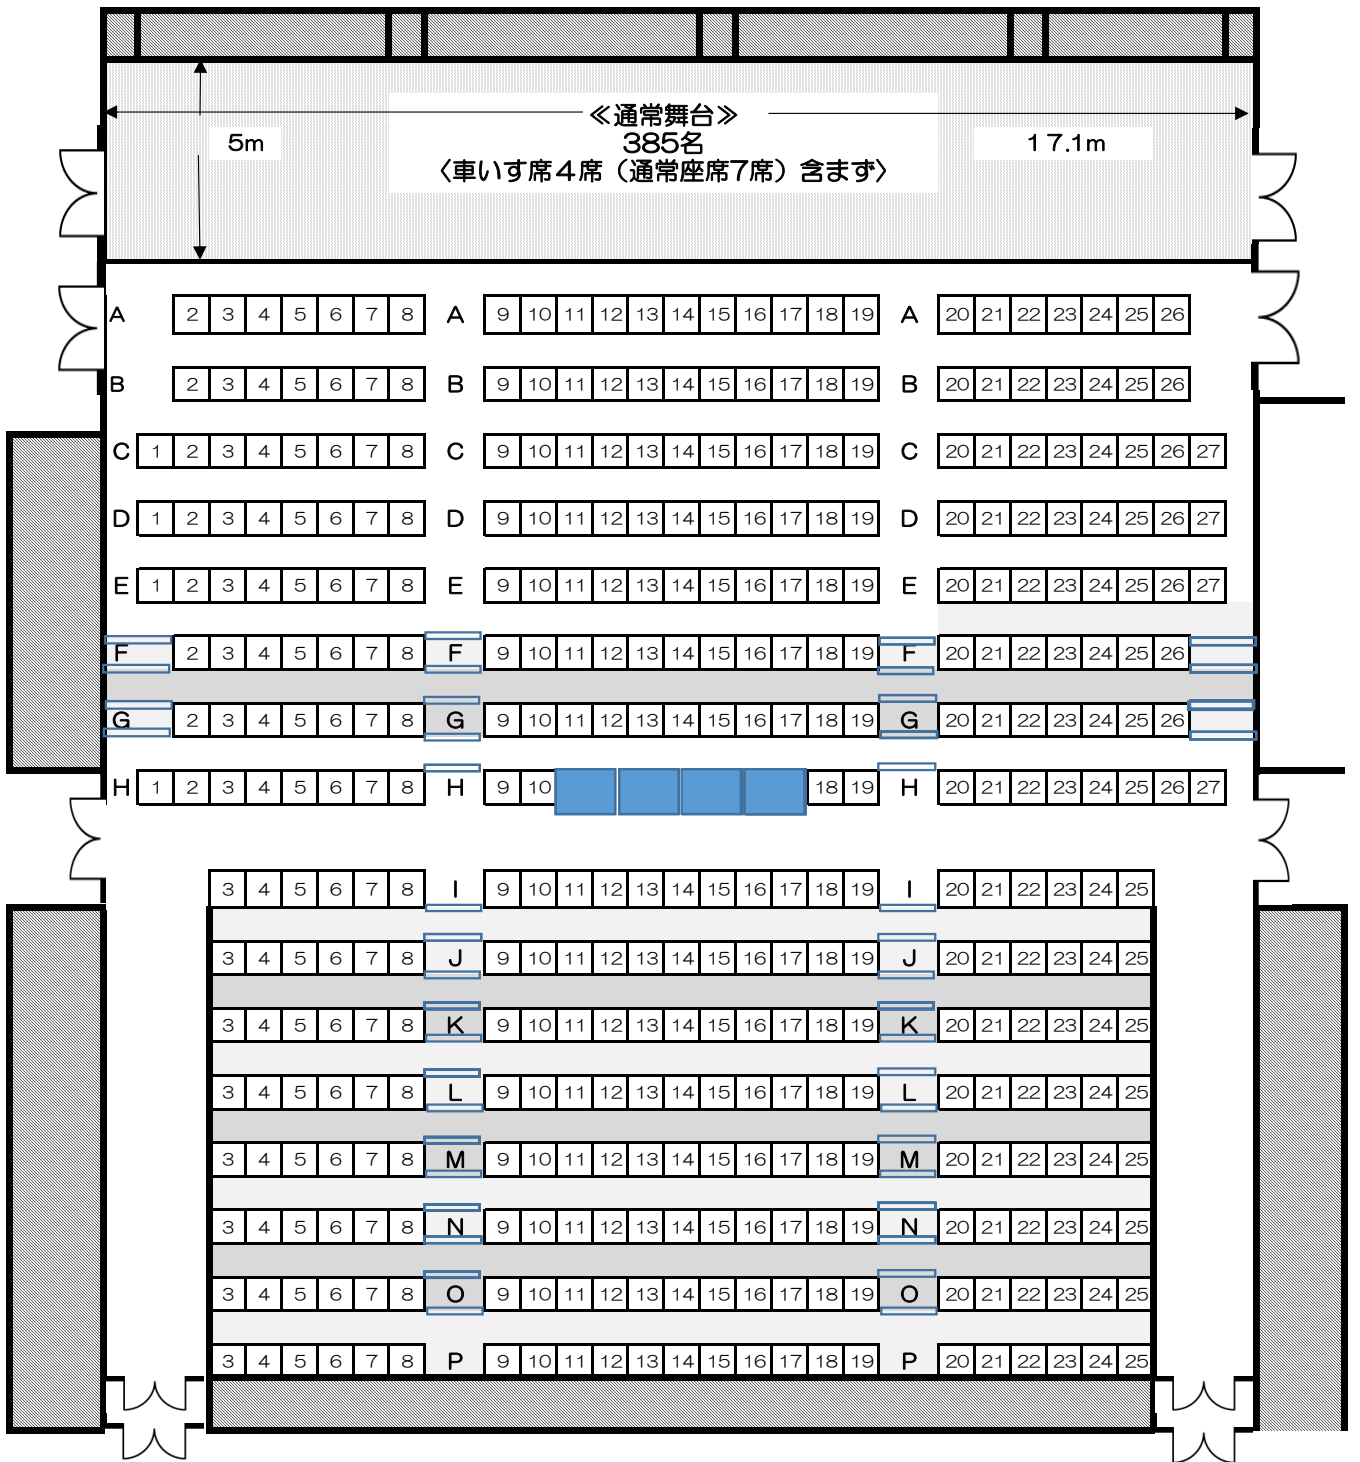 ≪通常舞台≫
385名
〈車いす席４席（通常座席7席）含まず〉
5m
１7.1m
A 2 3 4 5 6 7 8 A 9 10 11 12 13 14 15 16 17 18 19 A 20 21 22 23 24 25 26
B 2 3 4 5 6 7 8 B 9 10 11 12 13 14 15 16 17 18 19 B 20 21 22 23 24 25 26
C 1 2 3 4 5 6 7 8 C 9 10 11 12 13 14 15 16 17 18 19 C 20 21 22 23 24 25 26 27
D 1 2 3 4 5 6 7 8 D 9 10 11 12 13 14 15 16 17 18 19 D 20 21 22 23 24 25 26 27
E 1 2 3 4 5 6 7 8 E 9 10 11 12 13 14 15 16 17 18 19 E 20 21 22 23 24 25 26 27
F 2 3 4 5 6 7 8 F 9 10 11 12 13 14 15 16 17 18 19 F 20 21 22 23 24 25 26
G 2 3 4 5 6 7 8 G 9 10 11 12 13 14 15 16 17 18 19 G 20 21 22 23 24 25 26
H 1 2 3 4 5 6 7 8 H 9 10 18 19 H 20 21 22 23 24 25 26 27
3 4 5 6 7 8 I 9 10 11 12 13 14 15 16 17 18 19 I 20 21 22 23 24 25
3 4 5 6 7 8 J 9 10 11 12 13 14 15 16 17 18 19 J 20 21 22 23 24 25
3 4 5 6 7 8 K 9 10 11 12 13 14 15 16 17 18 19 K 20 21 22 23 24 25
3 4 5 6 7 8 L 9 10 11 12 13 14 15 16 17 18 19 L 20 21 22 23 24 25
3 4 5 6 7 8 M 9 10 11 12 13 14 15 16 17 18 19 M 20 21 22 23 24 25
3 4 5 6 7 8 N 9 10 11 12 13 14 15 16 17 18 19 N 20 21 22 23 24 25
3 4 5 6 7 8 O 9 10 11 12 13 14 15 16 17 18 19 O 20 21 22 23 24 25
3 4 5 6 7 8 P 9 10 11 12 13 14 15 16 17 18 19 P 20 21 22 23 24 25